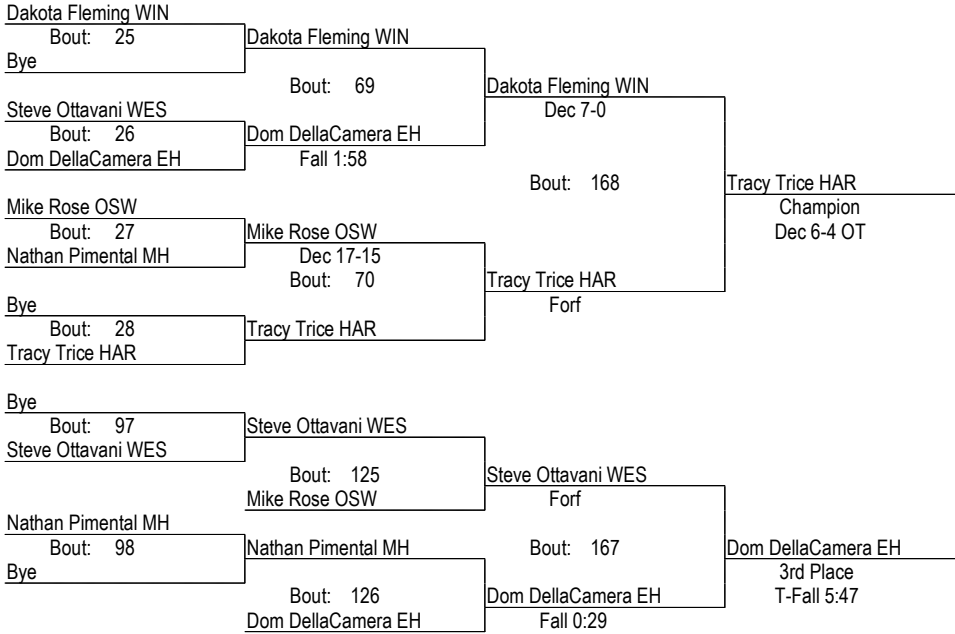 Dakota Fleming WIN
Bout: 25
Dakota Fleming WIN
Bye
Bout: 69
Dakota Fleming WIN
Steve Ottavani WES
Dec 7-0
Bout: 26
Dom DellaCamera EH
Dom DellaCamera EH
Fall 1:58
Bout: 168
Tracy Trice HAR
Mike Rose OSW
Champion
Bout: 27
Mike Rose OSW
Dec 6-4 OT
Nathan Pimental MH
Dec 17-15
Bout: 70
Tracy Trice HAR
Bye
Forf
Bout: 28
Tracy Trice HAR
Tracy Trice HAR
Bye
Bout: 97
Steve Ottavani WES
Steve Ottavani WES
Bout: 125
Steve Ottavani WES
Mike Rose OSW
Forf
Nathan Pimental MH
Bout: 98
Nathan Pimental MH
Bout: 167
Dom DellaCamera EH
Bye
3rd Place
Bout: 126
Dom DellaCamera EH
T-Fall 5:47
Dom DellaCamera EH
Fall 0:29